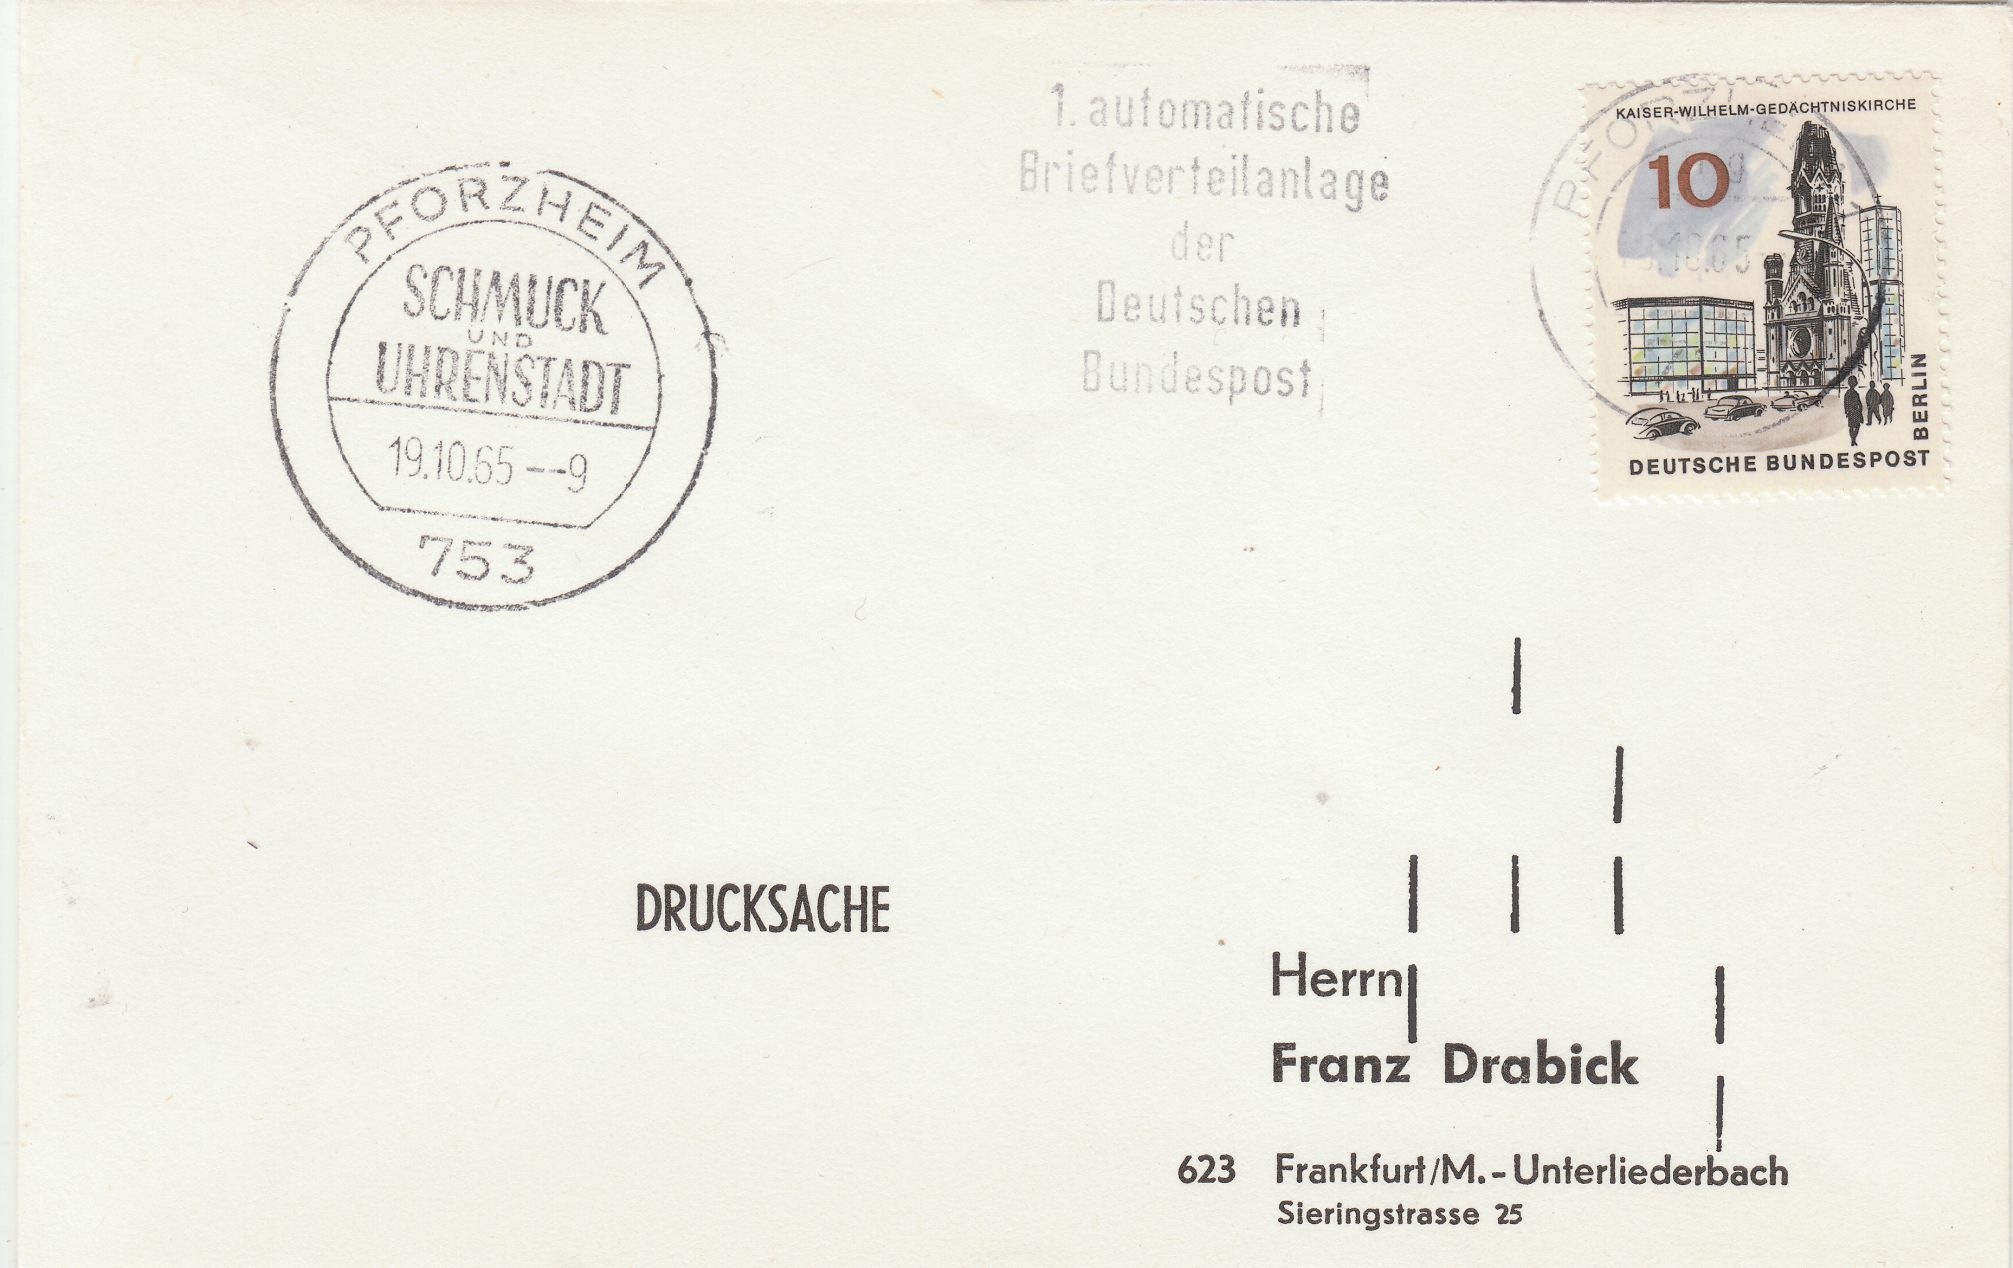 PFORZHEIM
SCHMUCK
UND
UHRENSTADT
19.10.65--9
753
1. automatische
Briefverteilanlage
der
Deutschen
Bundespost
PFORZHEIM
KAISER-WILHELM-GEDÄCHTNISKIRCHE
10
BERLIN
DEUTSCHE BUNDESPOST
DRUCKSACHE
Herrn
Franz Drabick
623 Frankfurt/M.-Unterliederbach
Sieringstrasse 25